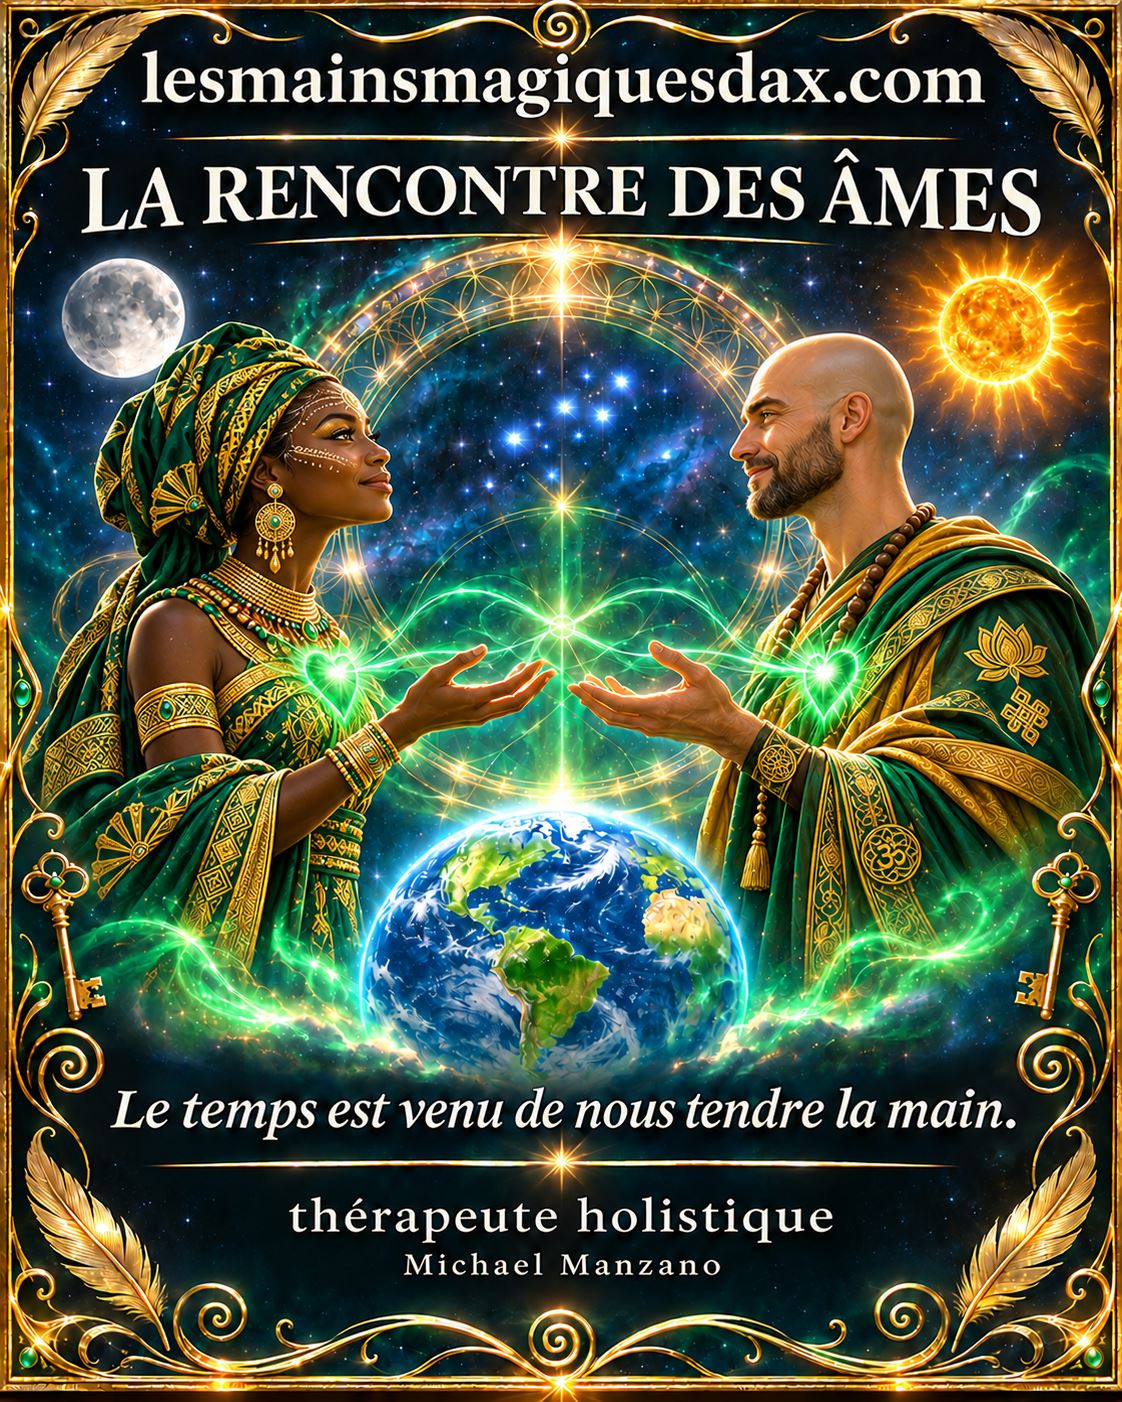 lesmainsmagiquesdax.com
LA RENCONTRE DES ÂMES
ॐ
Le temps est venu de nous tendre la main.
thérapeute holistique
Michael Manzano